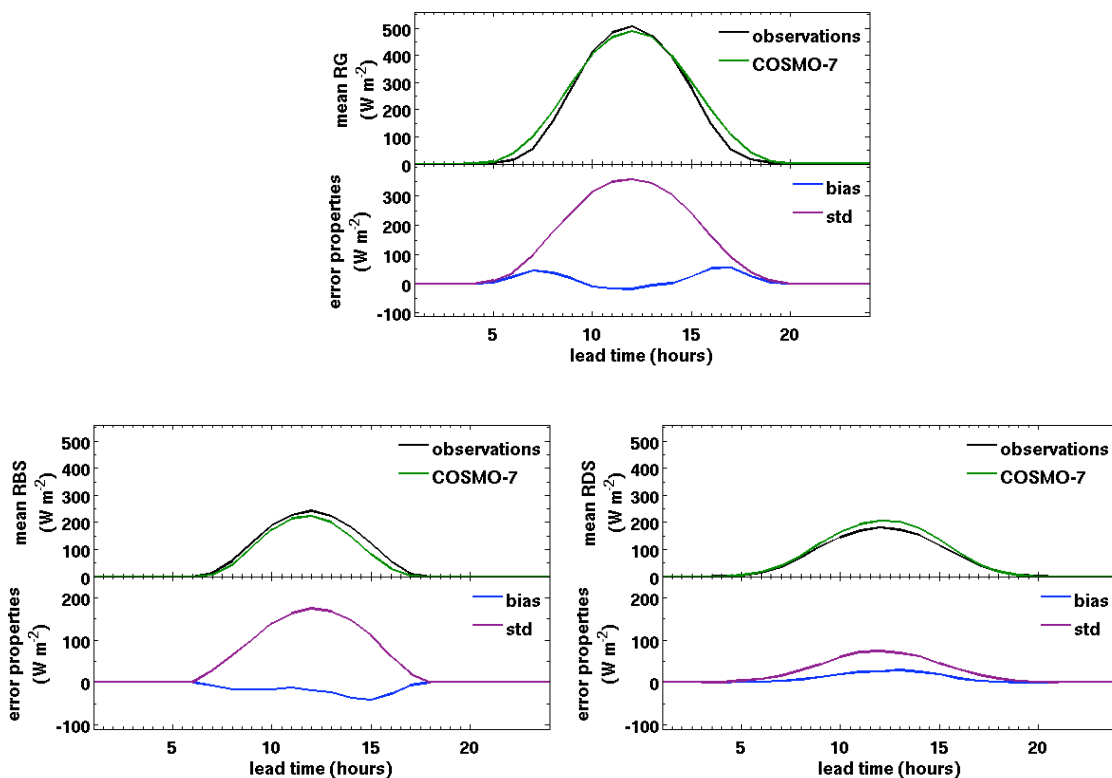 mean RG
(W m-2)
500
400
300
200
100
0
observations
COSMO-7
error properties
(W m-2)
300
200
100
0
-100
bias
std
5
10
15
20
lead time (hours)
mean RBS
(W m-2)
500
400
300
200
100
0
observations
COSMO-7
error properties
(W m-2)
200
100
0
-100
bias
std
5
10
15
20
lead time (hours)
mean RDS
(W m-2)
500
400
300
200
100
0
observations
COSMO-7
error properties
(W m-2)
200
100
0
-100
bias
std
5
10
15
20
lead time (hours)